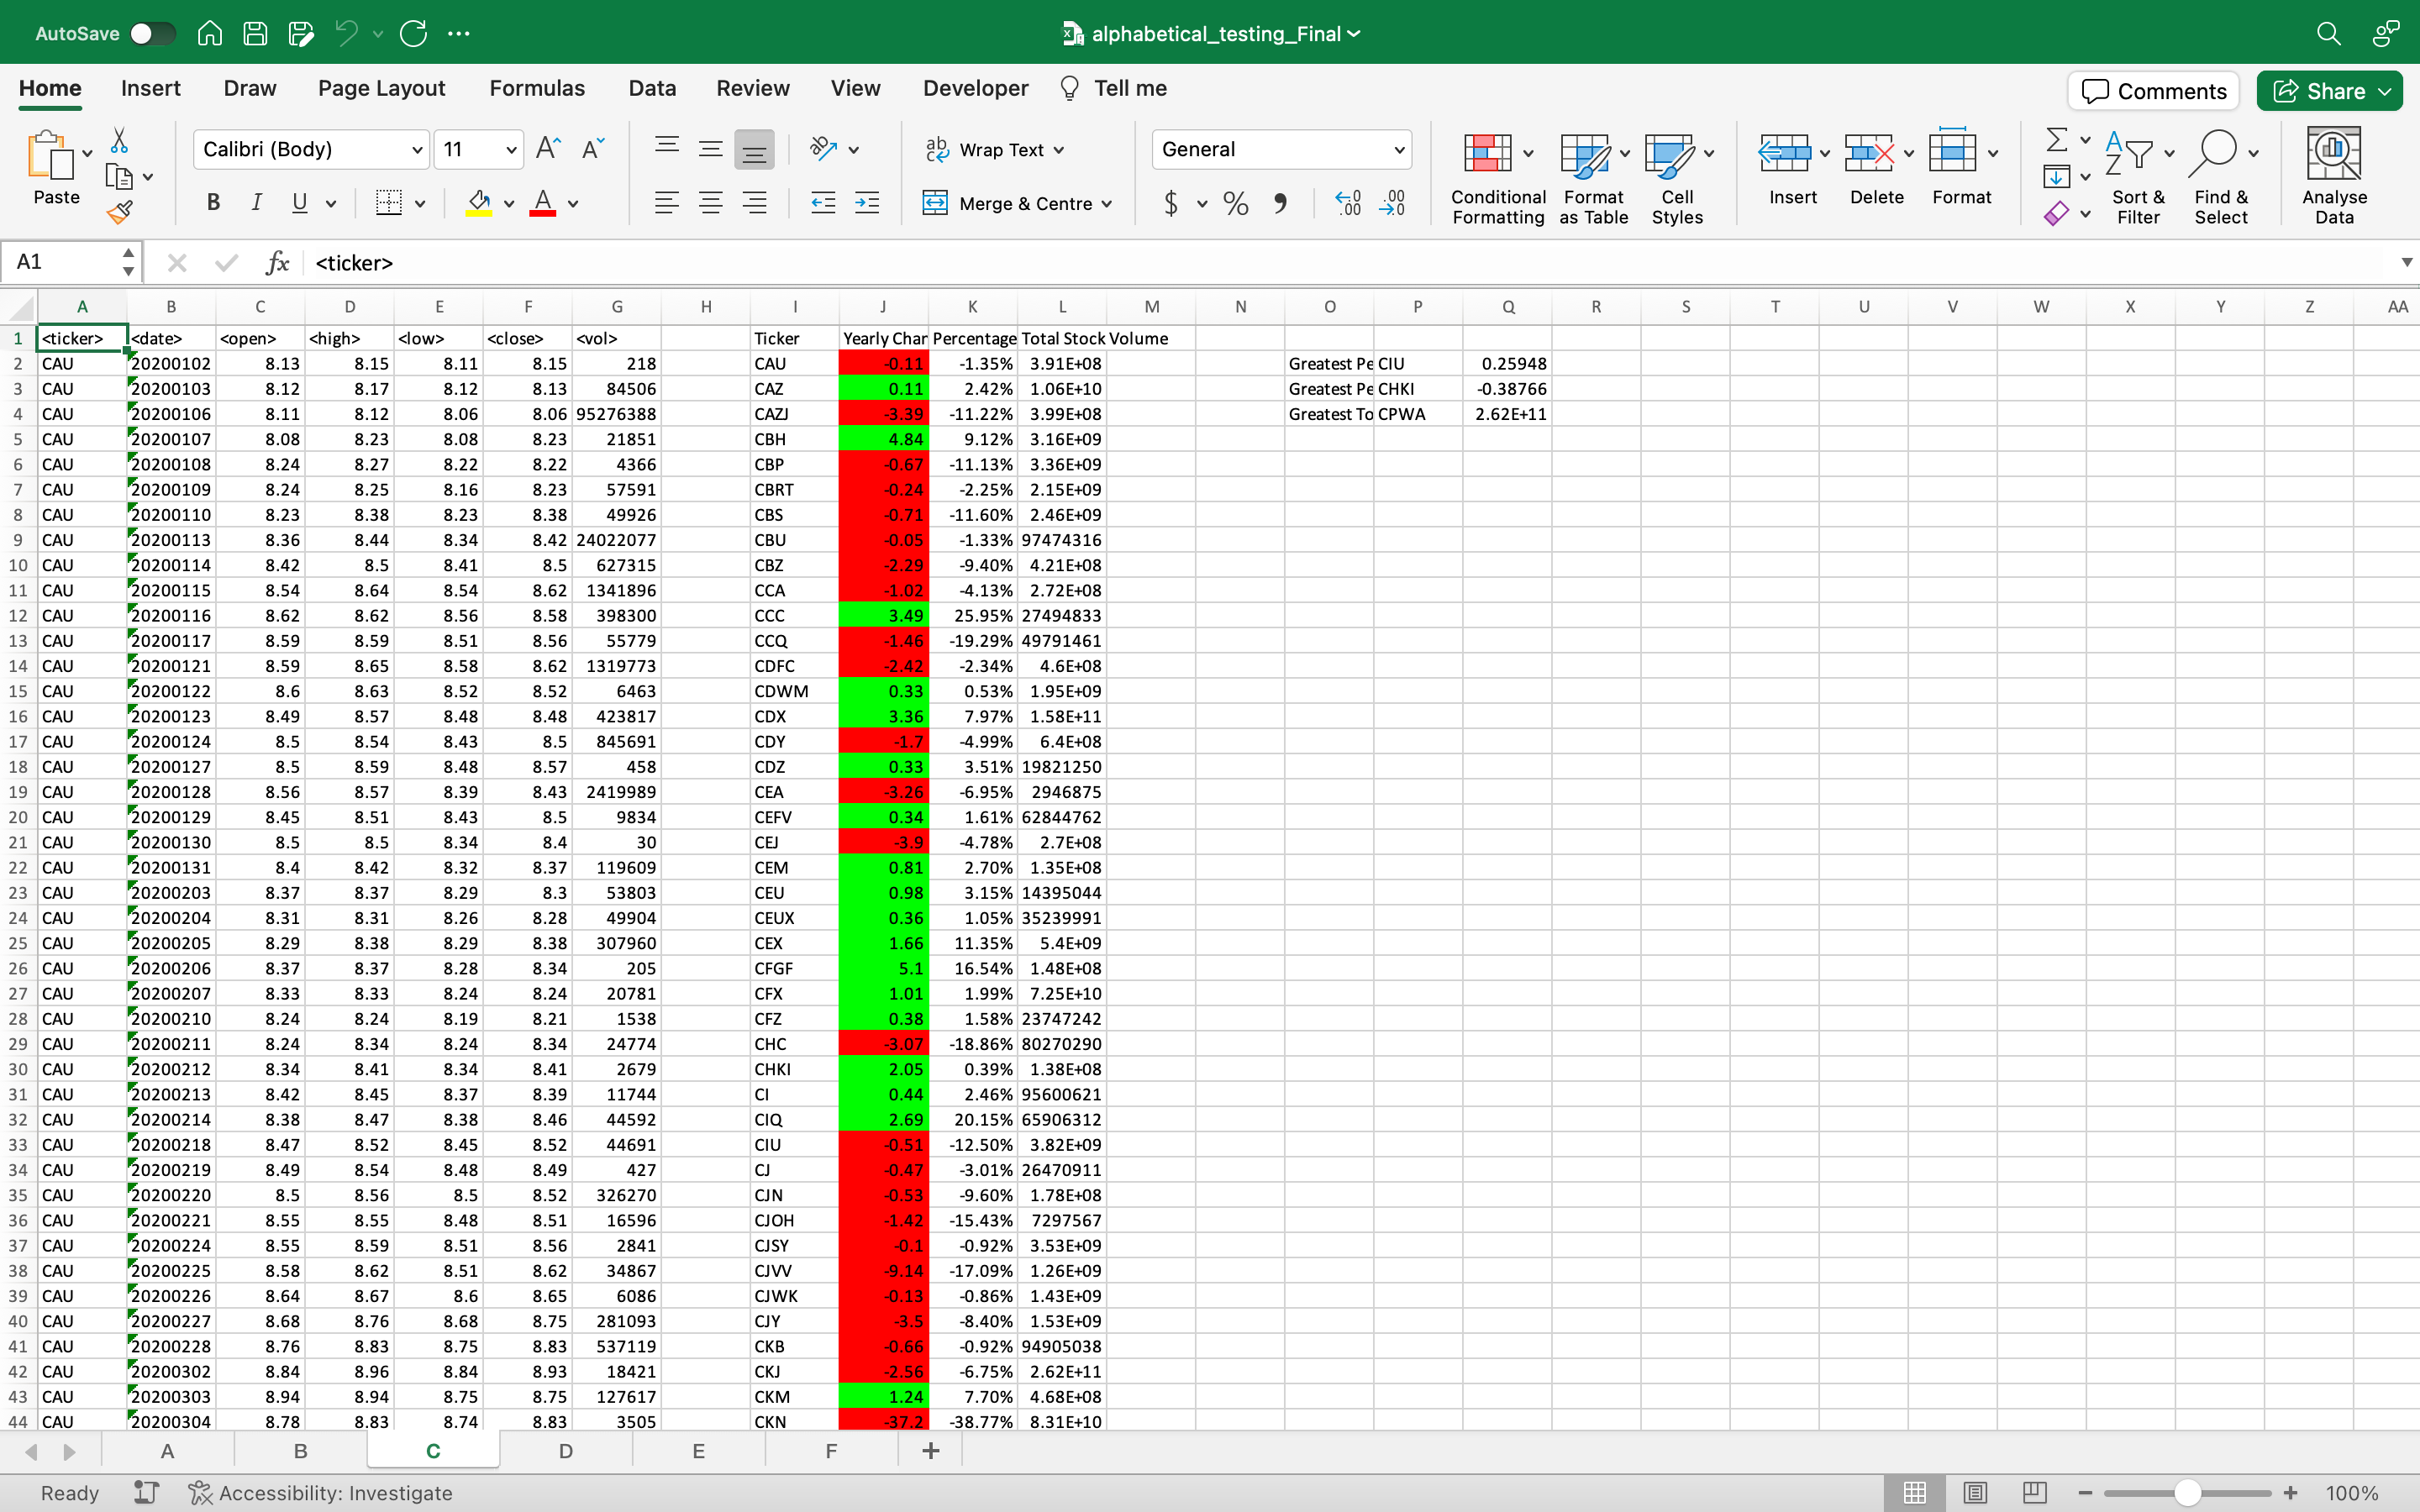 AutoSave
alphabetical_testing_Final
Home Insert Draw Page Layout Formulas Data Review View Developer Tell me Comments Share
Paste Calibri (Body) 11 A^ A˅ Wrap Text General Conditional Formatting Format as Table Cell Styles Insert Delete Format Sort & Filter Find & Select Analyse Data
B I U A Merge & Centre $ % 9
A1 fx <ticker>
A B C D E F G H I J K L M N O P Q R S T U V W X Y Z AA
1 <ticker> <date> <open> <high> <low> <close> <vol> Ticker Yearly Char Percentage Total Stock Volume
2 CAU 20200102 8.13 8.15 8.11 8.15 218 CAU -0.11 -1.35% 3.91E+08 Greatest Pe CIU 0.25948
3 CAU 20200103 8.12 8.17 8.12 8.13 84506 CAZ 0.11 2.42% 1.06E+10 Greatest Pe CHKI -0.38766
4 CAU 20200106 8.11 8.12 8.06 8.06 95276388 CAZJ -3.39 -11.22% 3.99E+08 Greatest To CPWA 2.62E+11
5 CAU 20200107 8.08 8.23 8.08 8.23 21851 CBH 4.84 9.12% 3.16E+09
6 CAU 20200108 8.24 8.27 8.22 8.22 4366 CBP -0.67 -11.13% 3.36E+09
7 CAU 20200109 8.24 8.25 8.16 8.23 57591 CBRT -0.24 -2.25% 2.15E+09
8 CAU 20200110 8.23 8.38 8.23 8.38 49926 CBS -0.71 -11.60% 2.46E+09
9 CAU 20200113 8.36 8.44 8.34 8.42 24022077 CBU -0.05 -1.33% 97474316
10 CAU 20200114 8.42 8.5 8.41 8.5 627315 CBZ -2.29 -9.40% 4.21E+08
11 CAU 20200115 8.54 8.64 8.54 8.62 1341896 CCA -1.02 -4.13% 2.72E+08
12 CAU 20200116 8.62 8.62 8.56 8.58 398300 CCC 3.49 25.95% 27494833
13 CAU 20200117 8.59 8.59 8.51 8.56 55779 CCQ -1.46 -19.29% 49791461
14 CAU 20200121 8.59 8.65 8.58 8.62 1319773 CDFC -2.42 -2.34% 4.6E+08
15 CAU 20200122 8.6 8.63 8.52 8.52 6463 CDWM 0.33 0.53% 1.95E+09
16 CAU 20200123 8.49 8.57 8.48 8.48 423817 CDX 3.36 7.97% 1.58E+11
17 CAU 20200124 8.5 8.54 8.43 8.5 845691 CDY -1.7 -4.99% 6.4E+08
18 CAU 20200127 8.5 8.59 8.48 8.57 458 CDZ 0.33 3.51% 19821250
19 CAU 20200128 8.56 8.57 8.39 8.43 2419989 CEA -3.26 -6.95% 2946875
20 CAU 20200129 8.45 8.51 8.43 8.5 9834 CEFV 0.34 1.61% 62844762
21 CAU 20200130 8.5 8.5 8.34 8.4 30 CEJ -3.9 -4.78% 2.7E+08
22 CAU 20200131 8.4 8.42 8.32 8.37 119609 CEM 0.81 2.70% 1.35E+08
23 CAU 20200203 8.37 8.37 8.29 8.3 53803 CEU 0.98 3.15% 14395044
24 CAU 20200204 8.31 8.31 8.26 8.28 49904 CEUX 0.36 1.05% 35239991
25 CAU 20200205 8.29 8.38 8.29 8.38 307960 CEX 1.66 11.35% 5.4E+09
26 CAU 20200206 8.37 8.37 8.28 8.34 205 CFGF 5.1 16.54% 1.48E+08
27 CAU 20200207 8.33 8.33 8.24 8.24 20781 CFX 1.01 1.99% 7.25E+10
28 CAU 20200210 8.24 8.24 8.19 8.21 1538 CFZ 0.38 1.58% 23747242
29 CAU 20200211 8.24 8.34 8.24 8.34 24774 CHC -3.07 -18.86% 80270290
30 CAU 20200212 8.34 8.41 8.34 8.41 2679 CHKI 2.05 0.39% 1.38E+08
31 CAU 20200213 8.42 8.45 8.37 8.39 11744 CI 0.44 2.46% 95600621
32 CAU 20200214 8.38 8.47 8.38 8.46 44592 CIQ 2.69 20.15% 65906312
33 CAU 20200218 8.47 8.52 8.45 8.52 44691 CIU -0.51 -12.50% 3.82E+09
34 CAU 20200219 8.49 8.54 8.48 8.49 427 CJ -0.47 -3.01% 26470911
35 CAU 20200220 8.5 8.56 8.5 8.52 326270 CJN -0.53 -9.60% 1.78E+08
36 CAU 20200221 8.55 8.55 8.48 8.51 16596 CJOH -1.42 -15.43% 7297567
37 CAU 20200224 8.55 8.59 8.51 8.56 2841 CJSY -0.1 -0.92% 3.53E+09
38 CAU 20200225 8.58 8.62 8.51 8.62 34867 CJVV -9.14 -17.09% 1.26E+09
39 CAU 20200226 8.64 8.67 8.6 8.65 6086 CJWK -0.13 -0.86% 1.43E+09
40 CAU 20200227 8.68 8.76 8.68 8.75 281093 CJY -3.5 -8.40% 1.53E+09
41 CAU 20200228 8.76 8.83 8.75 8.83 537119 CKB -0.66 -0.92% 94905038
42 CAU 20200302 8.84 8.96 8.84 8.93 18421 CKJ -2.56 -6.75% 2.62E+11
43 CAU 20200303 8.94 8.94 8.75 8.75 127617 CKM 1.24 7.70% 4.68E+08
44 CAU 20200304 8.78 8.83 8.74 8.83 3505 CKN -37.2 -38.77% 8.31E+10
A B C D E F +
Ready Accessibility: Investigate 100%